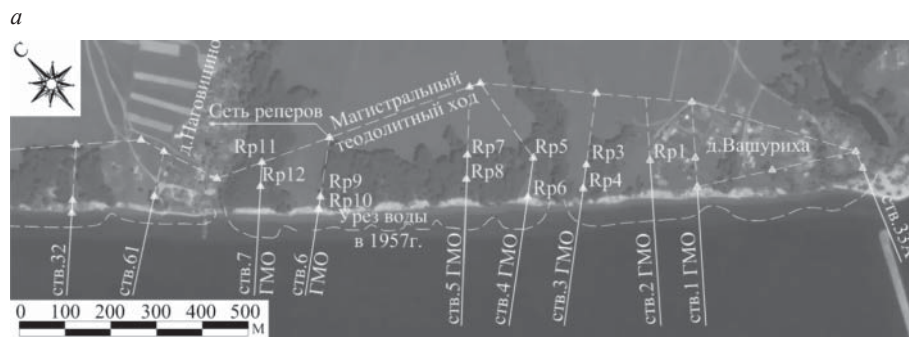 а
С
д.Наговицино
Сеть реперов
Магистральный
теодолитный ход
Rp11
Rp12
Rp9
Rp10
Rp7
Rp8
Rp5
Rp6
Rp3
Rp4
Rp1
д.Вашуриха
Урез воды
в 1957г.
ств.32
ств.61
ств.7
ГМО
ств.6
ГМО
ств.5 ГМО
ств.4 ГМО
ств.3 ГМО
ств.2 ГМО
ств.1 ГМО
ств.33А
0 100 200 300 400 500
м